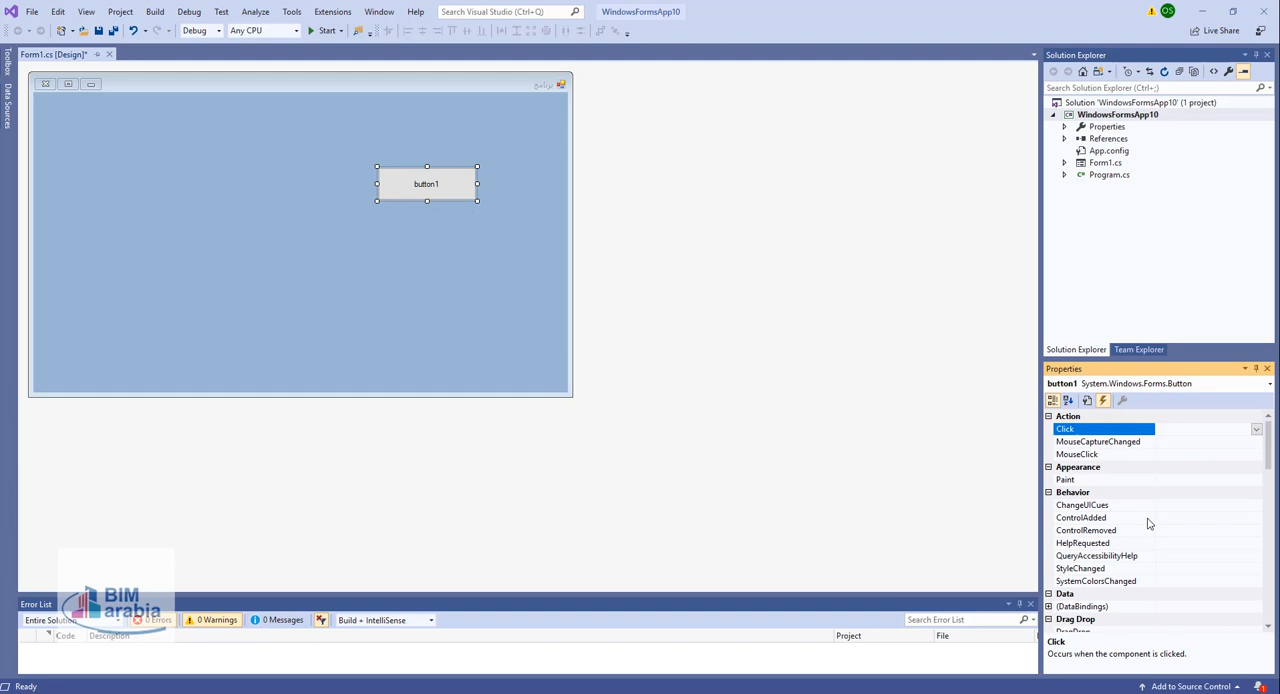 File Edit View Project Build Debug Test Analyze Tools Extensions Window Help Search Visual Studio (Ctrl+Q) WindowsFormsApp10 OS
Debug Any CPU Start Live Share
Form1.cs [Design]*
Toolbox
Data Sources
برنامج
button1
Solution Explorer
Search Solution Explorer (Ctrl+;)
Solution 'WindowsFormsApp10' (1 project)
WindowsFormsApp10
Properties
References
App.config
Form1.cs
Program.cs
Solution Explorer Team Explorer
Properties
button1 System.Windows.Forms.Button
Action
Click
MouseCaptureChanged
MouseClick
Appearance
Paint
Behavior
ChangeUICues
ControlAdded
ControlRemoved
HelpRequested
QueryAccessibilityHelp
StyleChanged
SystemColorsChanged
Data
(DataBindings)
Drag Drop
DragDrop
Click
Occurs when the component is clicked.
Error List
Entire Solution 0 Errors 0 Warnings 0 Messages Build + IntelliSense Search Error List
Code Description Project File
BIM
arabia
Ready Add to Source Control 1